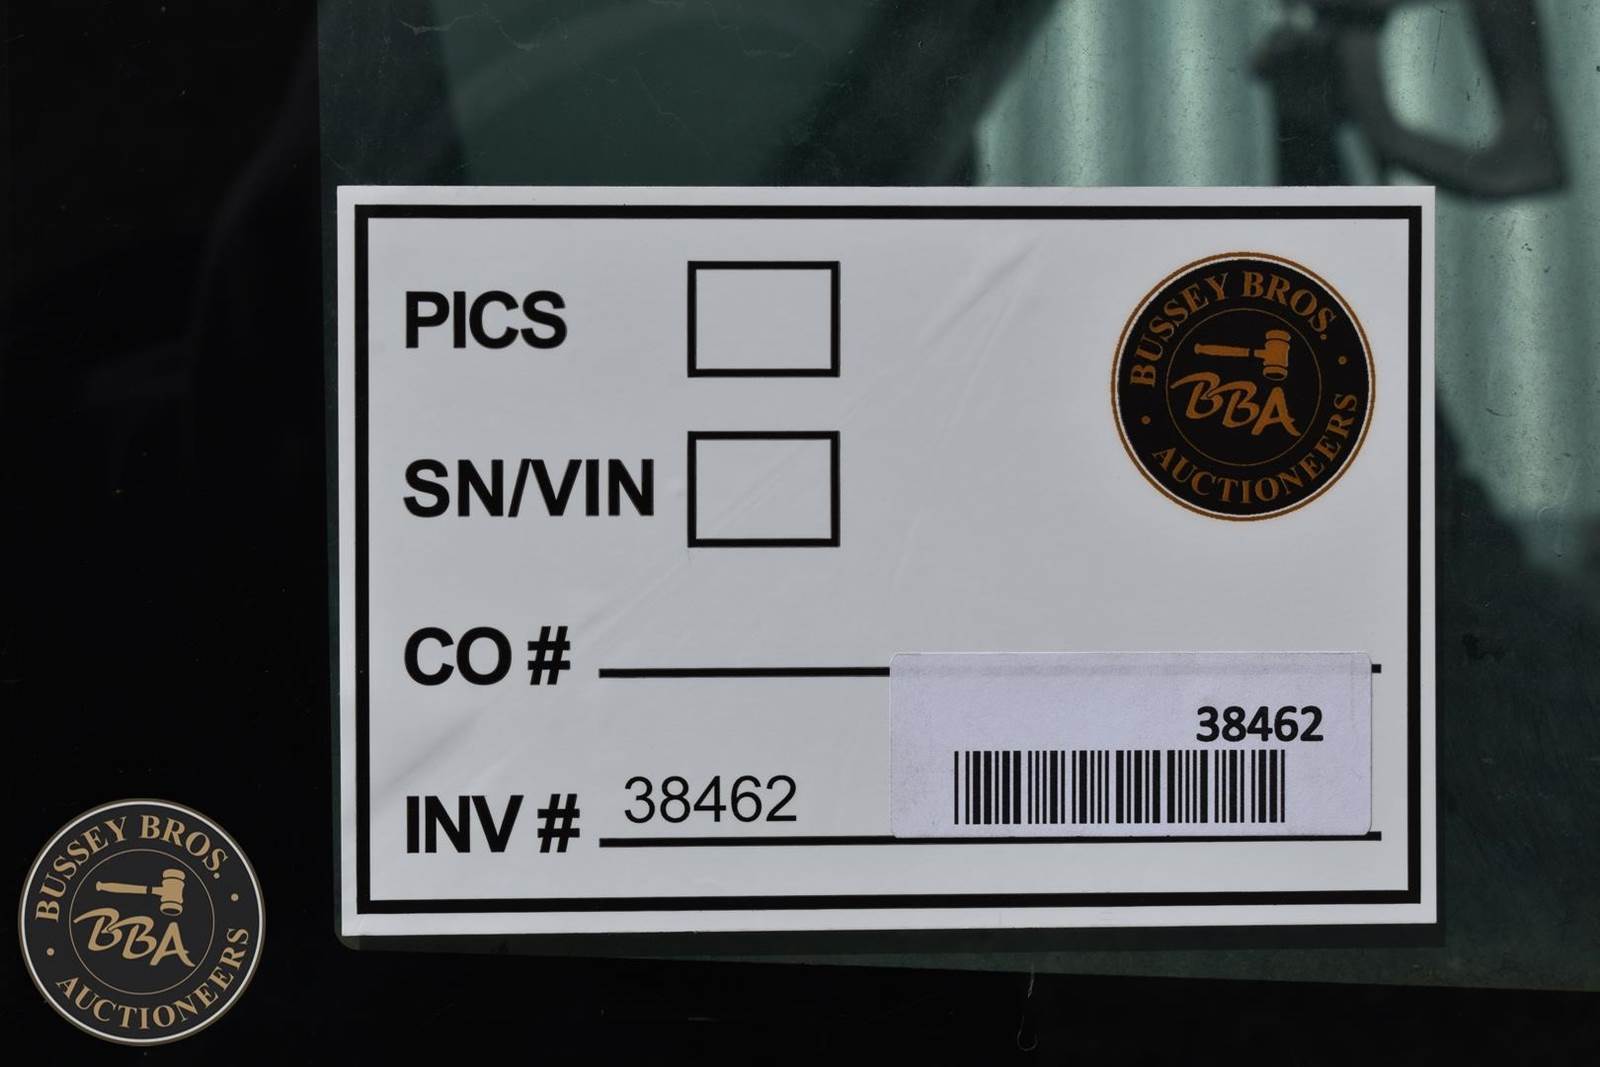 PICS
BUSSEY BROS.
BBA
AUCTIONEERS
SN/VIN
CO #
38462
INV # 38462
BUSSEY BROS.
BBA
AUCTIONEERS